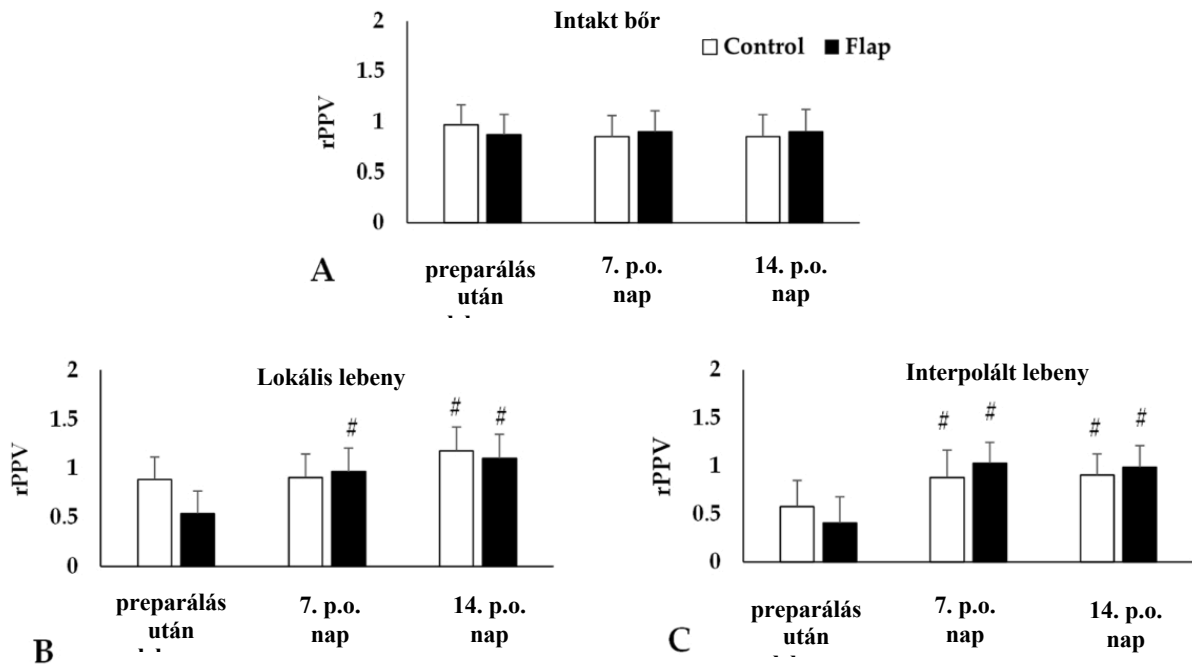 Intakt bőr
Control Flap
rPPV
2
1.5
1
0.5
0
preparálás
után
7. p.o.
nap
14. p.o.
nap
A
Lokális lebeny
rPPV
2
1.5
1
0.5
0
#
#
#
preparálás
után
7. p.o.
nap
14. p.o.
nap
B
Interpolált lebeny
rPPV
2
1.5
1
0.5
0
#
#
#
#
preparálás
után
7. p.o.
nap
14. p.o.
nap
C